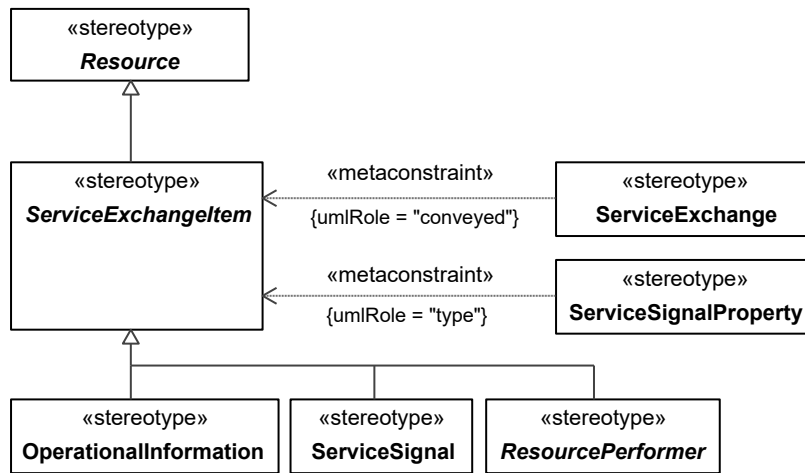 «stereotype»
Resource
«stereotype»
ServiceExchangeItem
«metaconstraint»
{umlRole = "conveyed"}
«stereotype»
ServiceExchange
«metaconstraint»
{umlRole = "type"}
«stereotype»
ServiceSignalProperty
«stereotype»
OperationalInformation
«stereotype»
ServiceSignal
«stereotype»
ResourcePerformer